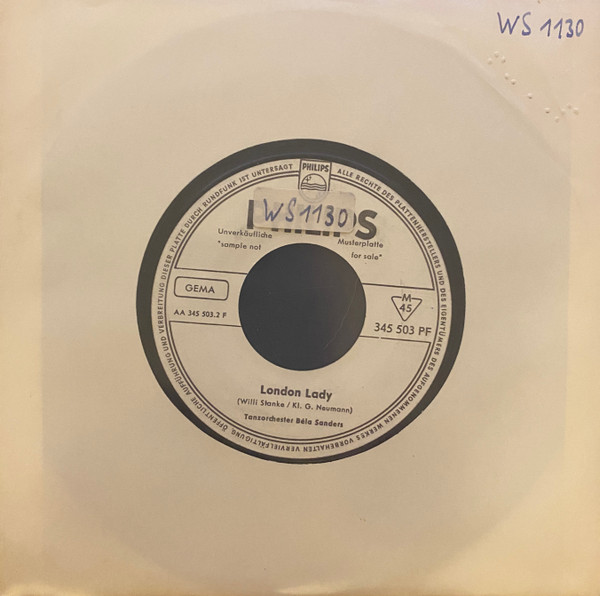 WS 1130
PHILIPS
ALLE RECHTE DES PLATTENHERSTELLERS UND DES EIGENTÜMERS DES AUFGENOMMENEN WERKES VORBEHALTEN VERVIELFÄLTIGUNG, ÖFFENTLICHE AUFFÜHRUNG UND VERBREITUNG DIESER PLATTE DURCH RUNDFUNK IST UNTERSAGT
WS 1130
PHILIPS
Unverkäufliche Musterplatte
"sample not for sale"
GEMA
M
45
AA 345 503.2 F
345 503 PF
London Lady
(Willi Stanke / Kl. G. Neumann)
Tanzorchester Béla Sanders